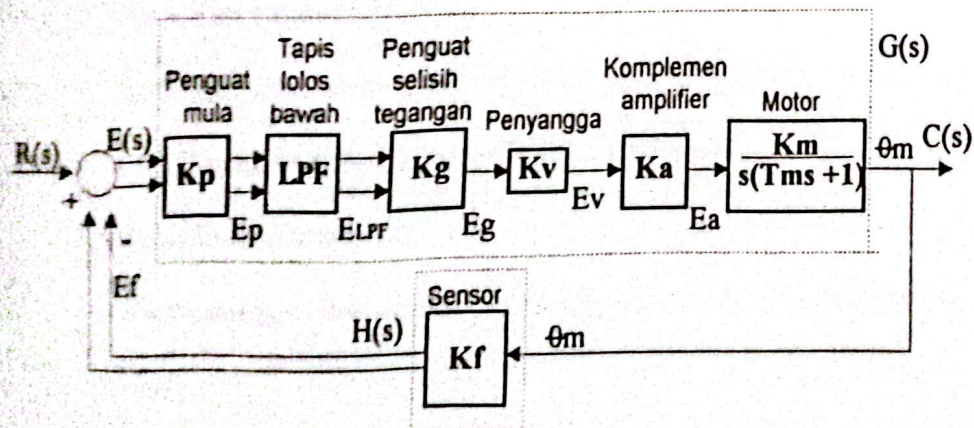 G(s)
Penguat
mula
Tapis
lolos
bawah
Penguat
selisih
tegangan
Penyangga
Komplemen
amplifier
Motor
R(s)
E(s)
Kp
LPF
Kg
Kv
Ka
Km
s(Tms +1)
θm
C(s)
+
-
Ep
ELPF
Eg
Ev
Ea
Ef
H(s)
Sensor
Kf
θm